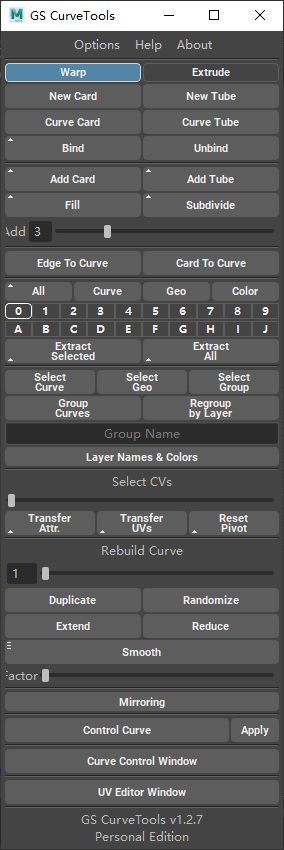 GS CurveTools
Options Help About
Warp Extrude
New Card New Tube
Curve Card Curve Tube
Bind Unbind
Add Card Add Tube
Fill Subdivide
Add 3
Edge To Curve Card To Curve
All Curve Geo Color
0 1 2 3 4 5 6 7 8 9
A B C D E F G H I J
Extract Selected Extract All
Select Curve Select Geo Select Group
Group Curves Regroup by Layer
Group Name
Layer Names & Colors
Select CVs
Transfer Attr. Transfer UVs Reset Pivot
Rebuild Curve
1
Duplicate Randomize
Extend Reduce
Smooth
Factor
Mirroring
Control Curve Apply
Curve Control Window
UV Editor Window
GS CurveTools v1.2.7
Personal Edition